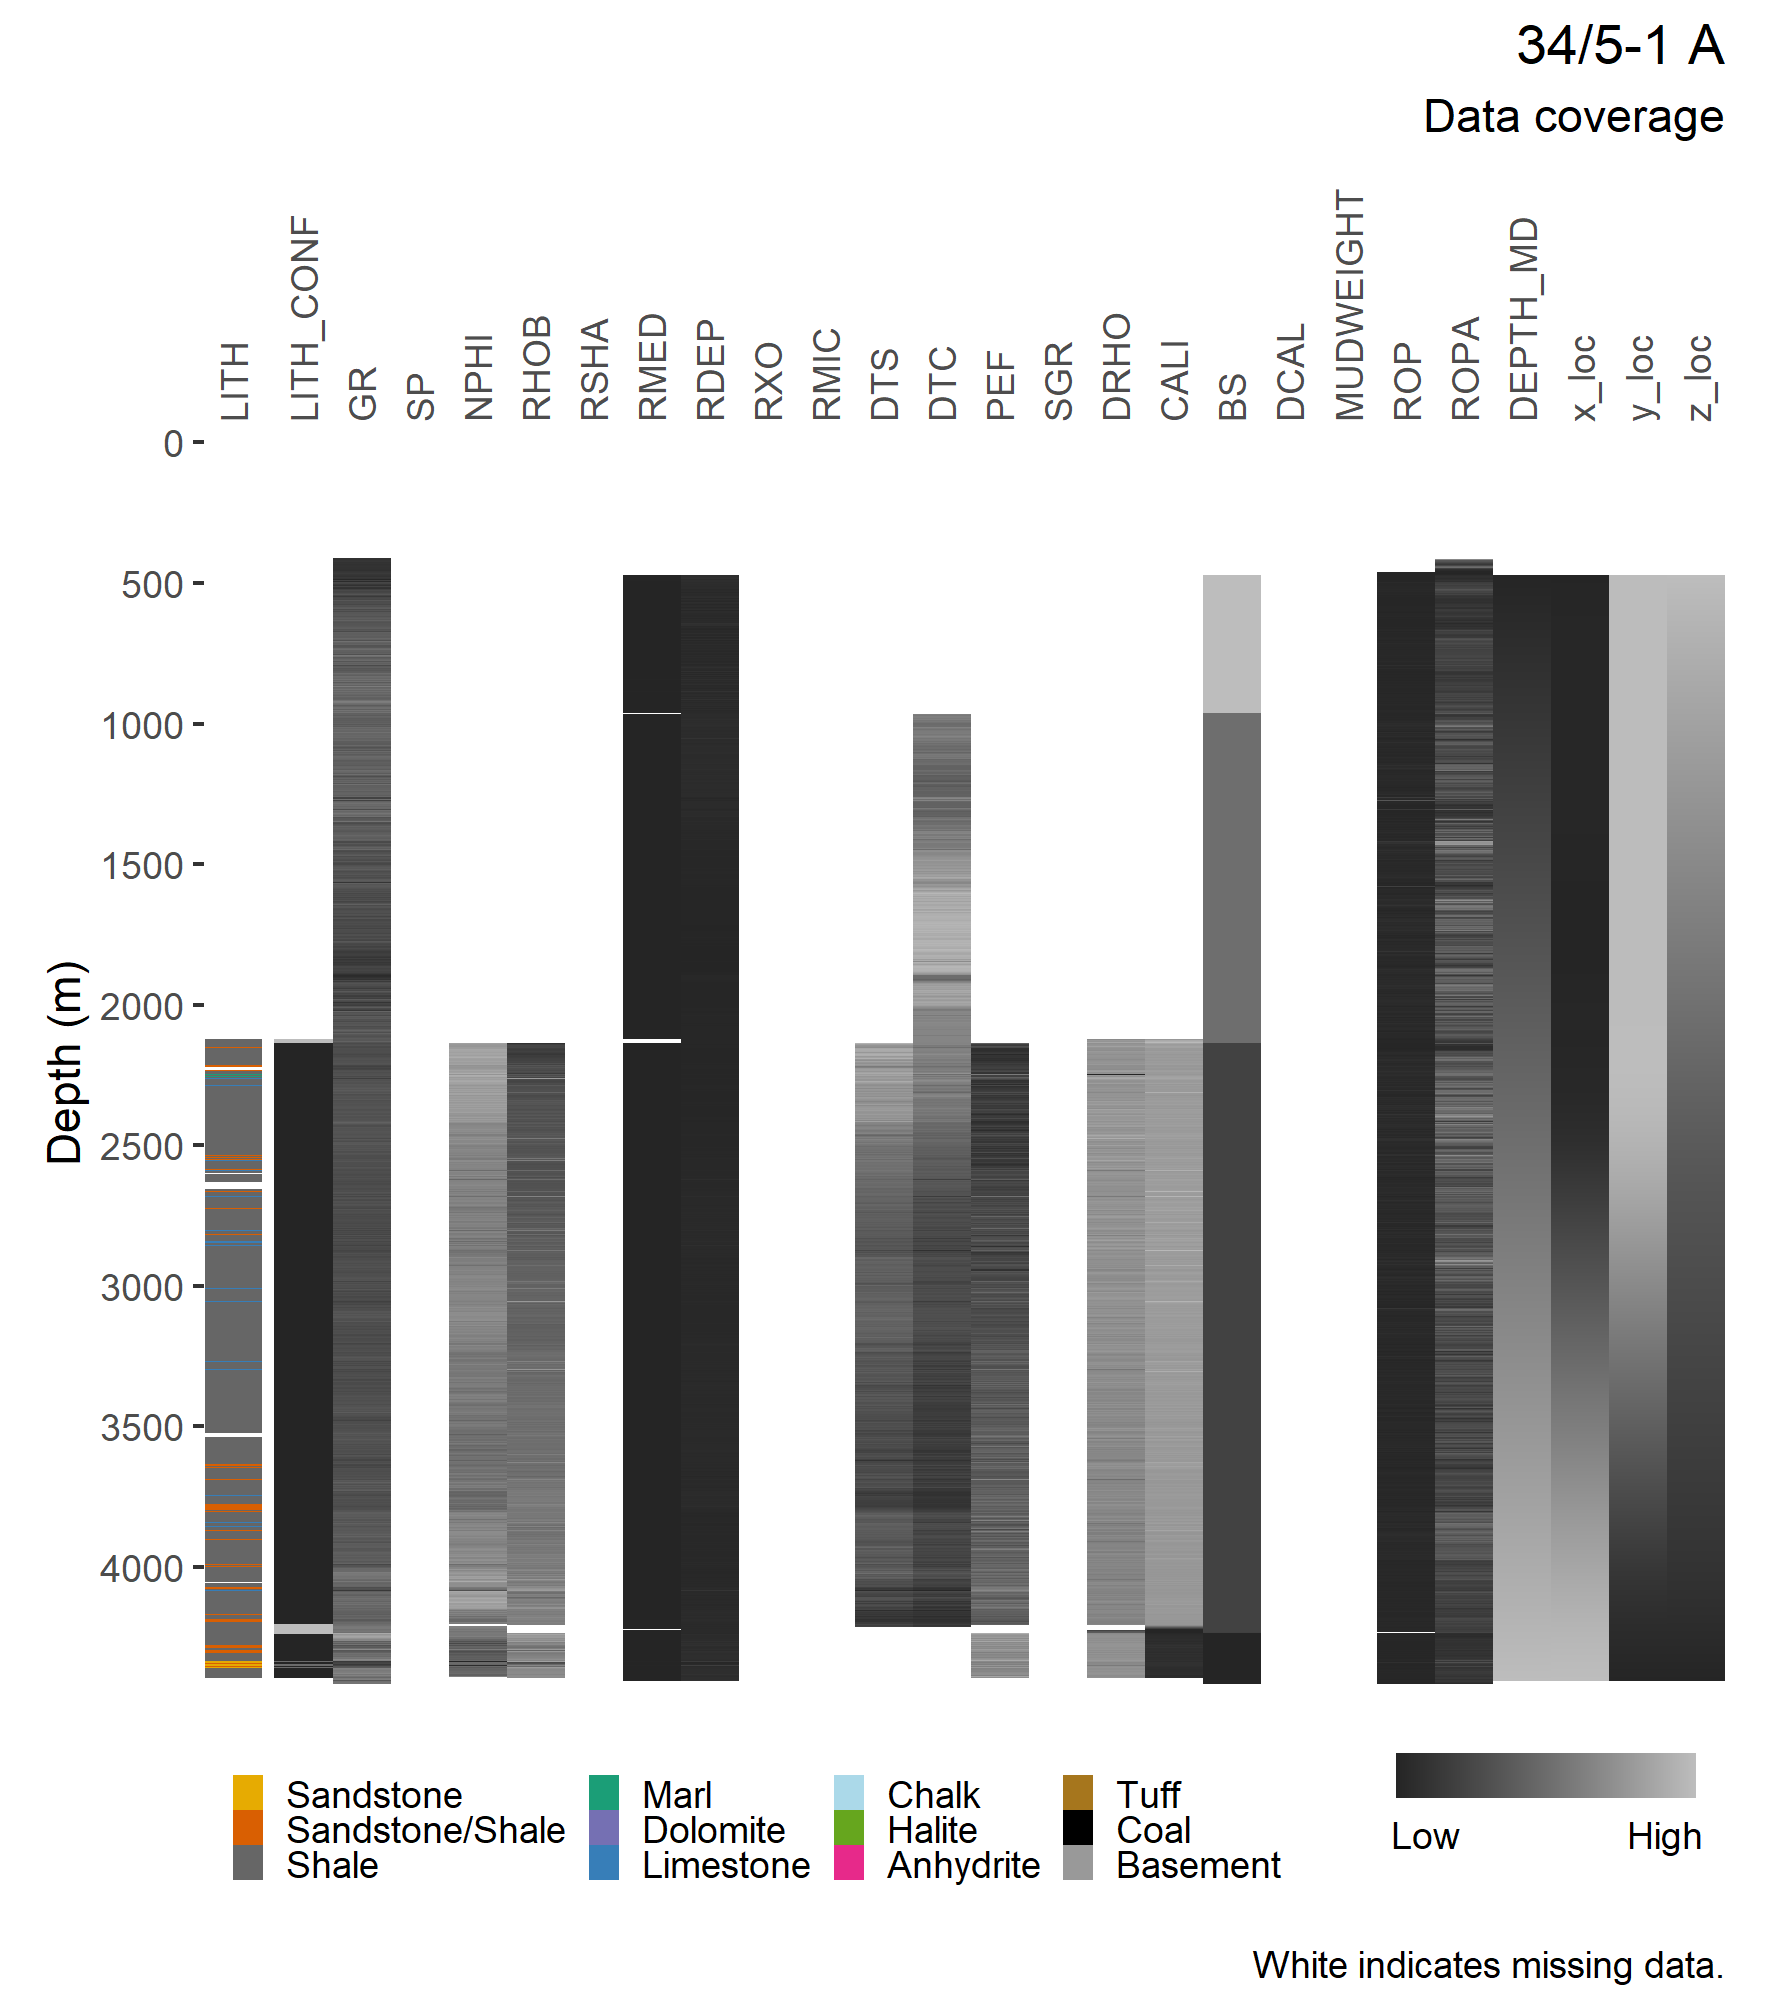 34/5-1 A
Data coverage
LITH
LITH_CONF
GR
SP
NPHI
RHOB
RSHA
RMED
RDEP
RXO
RMIC
DTS
DTC
PEF
SGR
DRHO
CALI
BS
DCAL
MUDWEIGHT
ROP
ROPA
DEPTH_MD
x_loc
y_loc
z_loc
Depth (m)
0
500
1000
1500
2000
2500
3000
3500
4000
Sandstone
Sandstone/Shale
Shale
Marl
Dolomite
Limestone
Chalk
Halite
Anhydrite
Tuff
Coal
Basement
Low High
White indicates missing data.